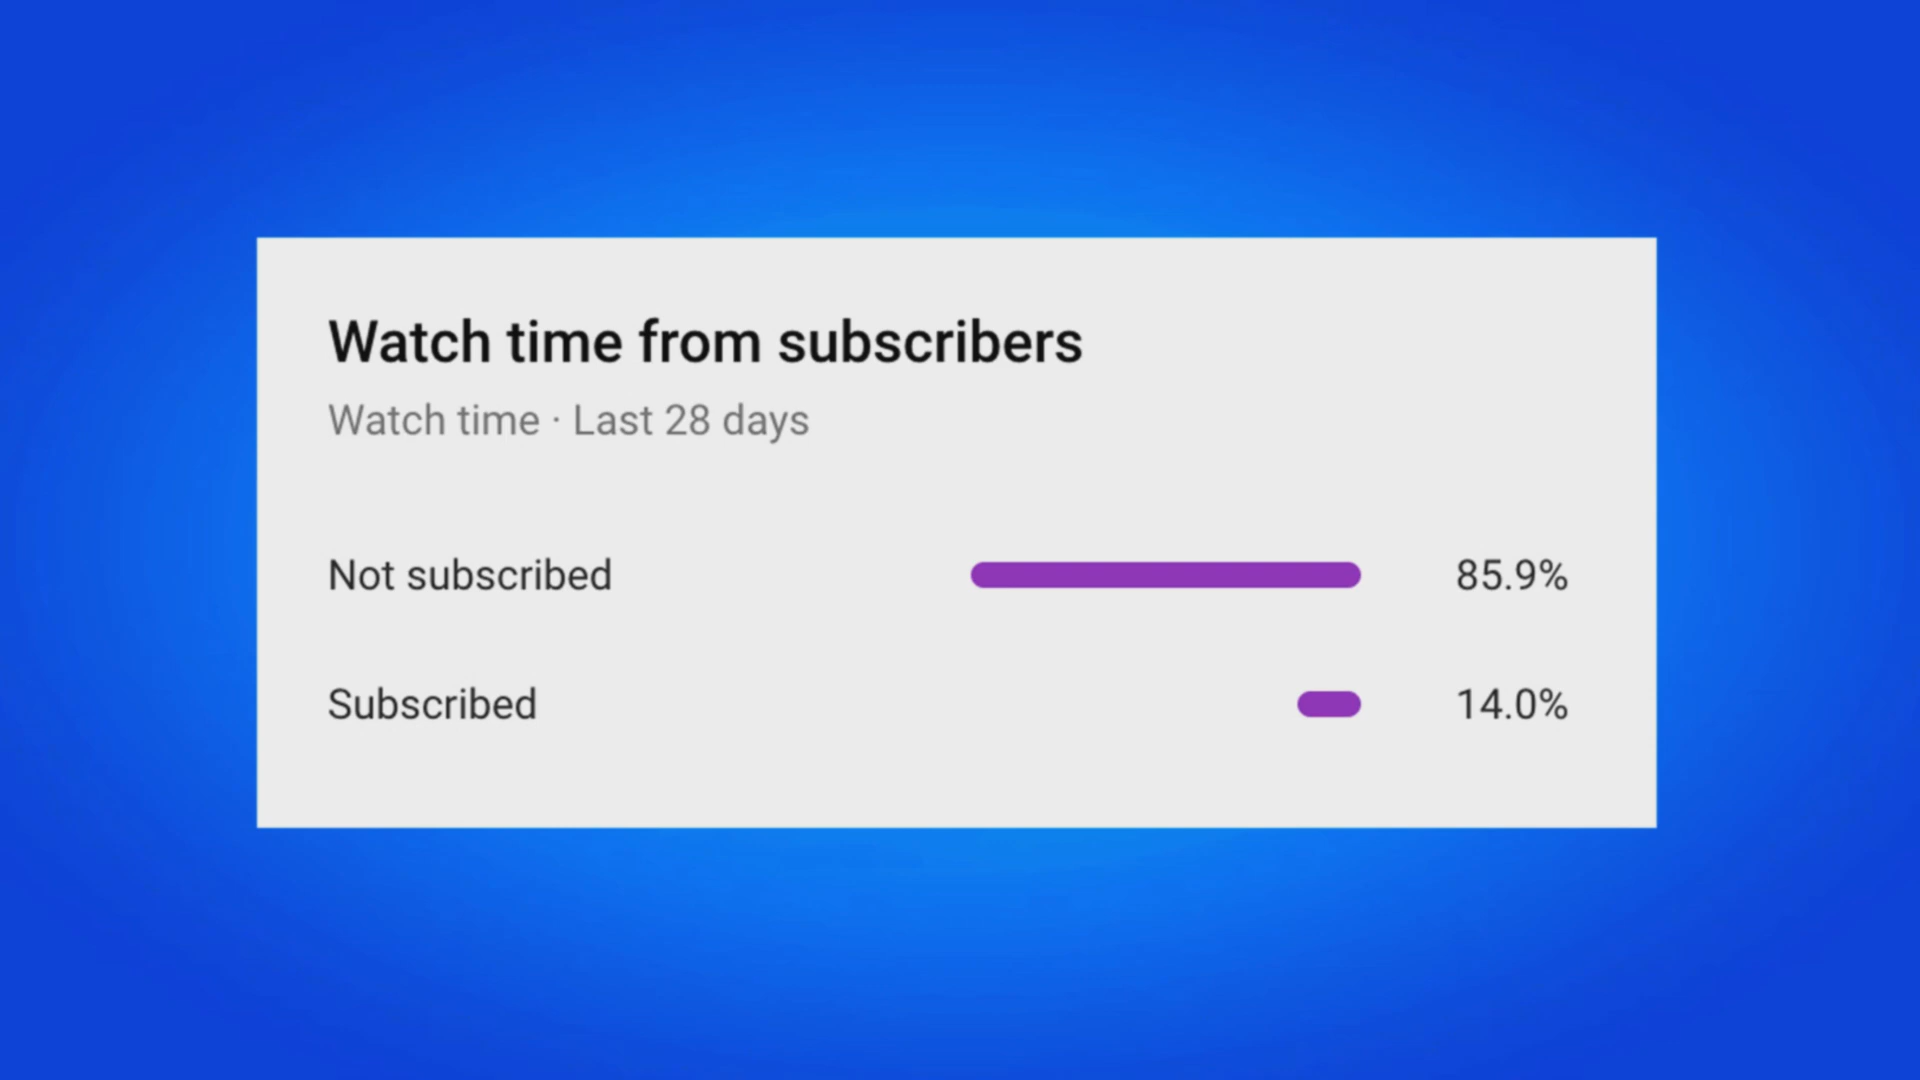 Watch time from subscribers
Watch time · Last 28 days
Not subscribed 85.9%
Subscribed 14.0%